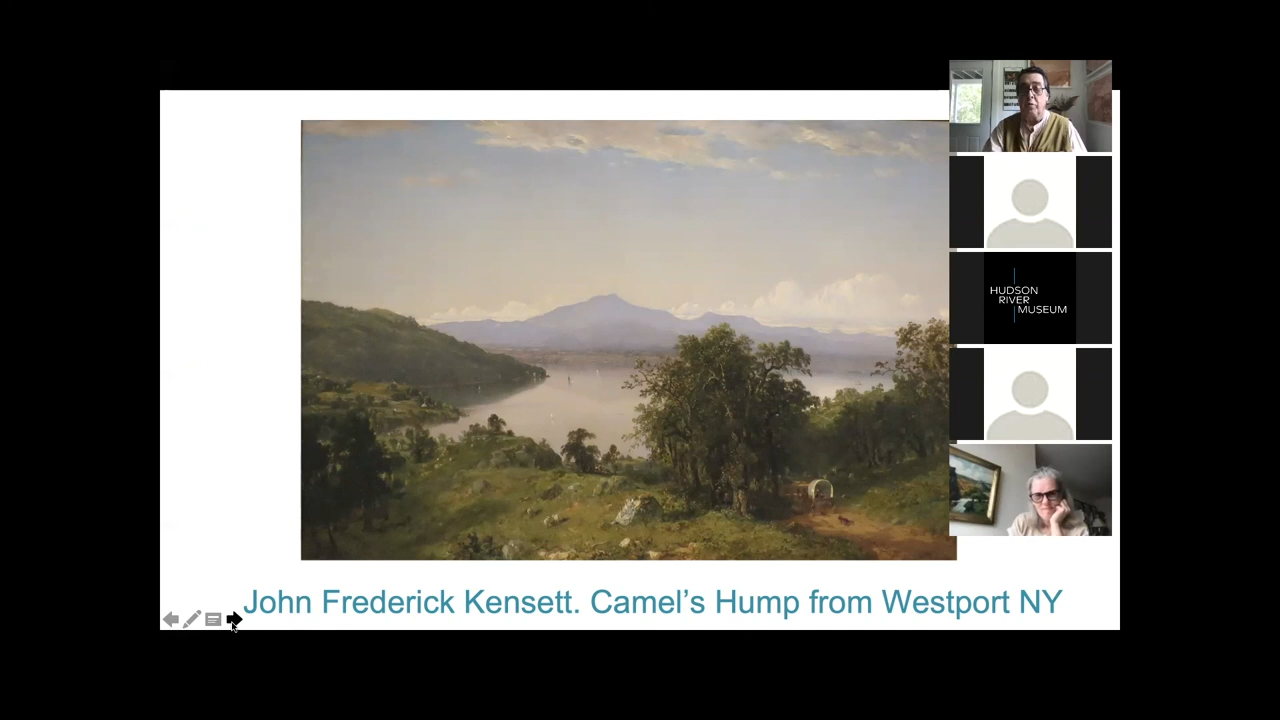 HUDSON
RIVER
MUSEUM
John Frederick Kensett. Camel’s Hump from Westport NY